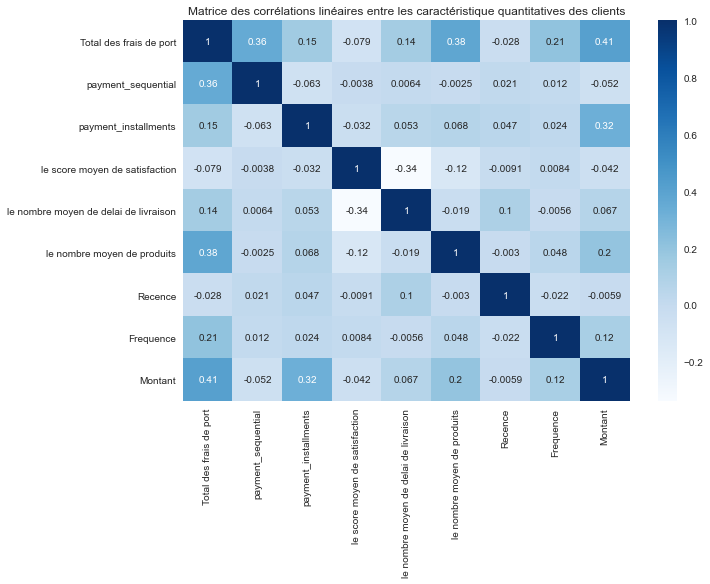 Matrice des corrélations linéaires entre les caractéristique quantitatives des clients
Total des frais de port 1 0.36 0.15 -0.079 0.14 0.38 -0.028 0.21 0.41
payment_sequential 0.36 1 -0.063 -0.0038 0.0064 -0.0025 0.021 0.012 -0.052
payment_installments 0.15 -0.063 1 -0.032 0.053 0.068 0.047 0.024 0.32
le score moyen de satisfaction -0.079 -0.0038 -0.032 1 -0.34 -0.12 -0.0091 0.0084 -0.042
le nombre moyen de delai de livraison 0.14 0.0064 0.053 -0.34 1 -0.019 0.1 -0.0056 0.067
le nombre moyen de produits 0.38 -0.0025 0.068 -0.12 -0.019 1 -0.003 0.048 0.2
Recence -0.028 0.021 0.047 -0.0091 0.1 -0.003 1 -0.022 -0.0059
Frequence 0.21 0.012 0.024 0.0084 -0.0056 0.048 -0.022 1 0.12
Montant 0.41 -0.052 0.32 -0.042 0.067 0.2 -0.0059 0.12 1
Total des frais de port
payment_sequential
payment_installments
le score moyen de satisfaction
le nombre moyen de delai de livraison
le nombre moyen de produits
Recence
Frequence
Montant
1.0
0.8
0.6
0.4
0.2
0.0
−0.2